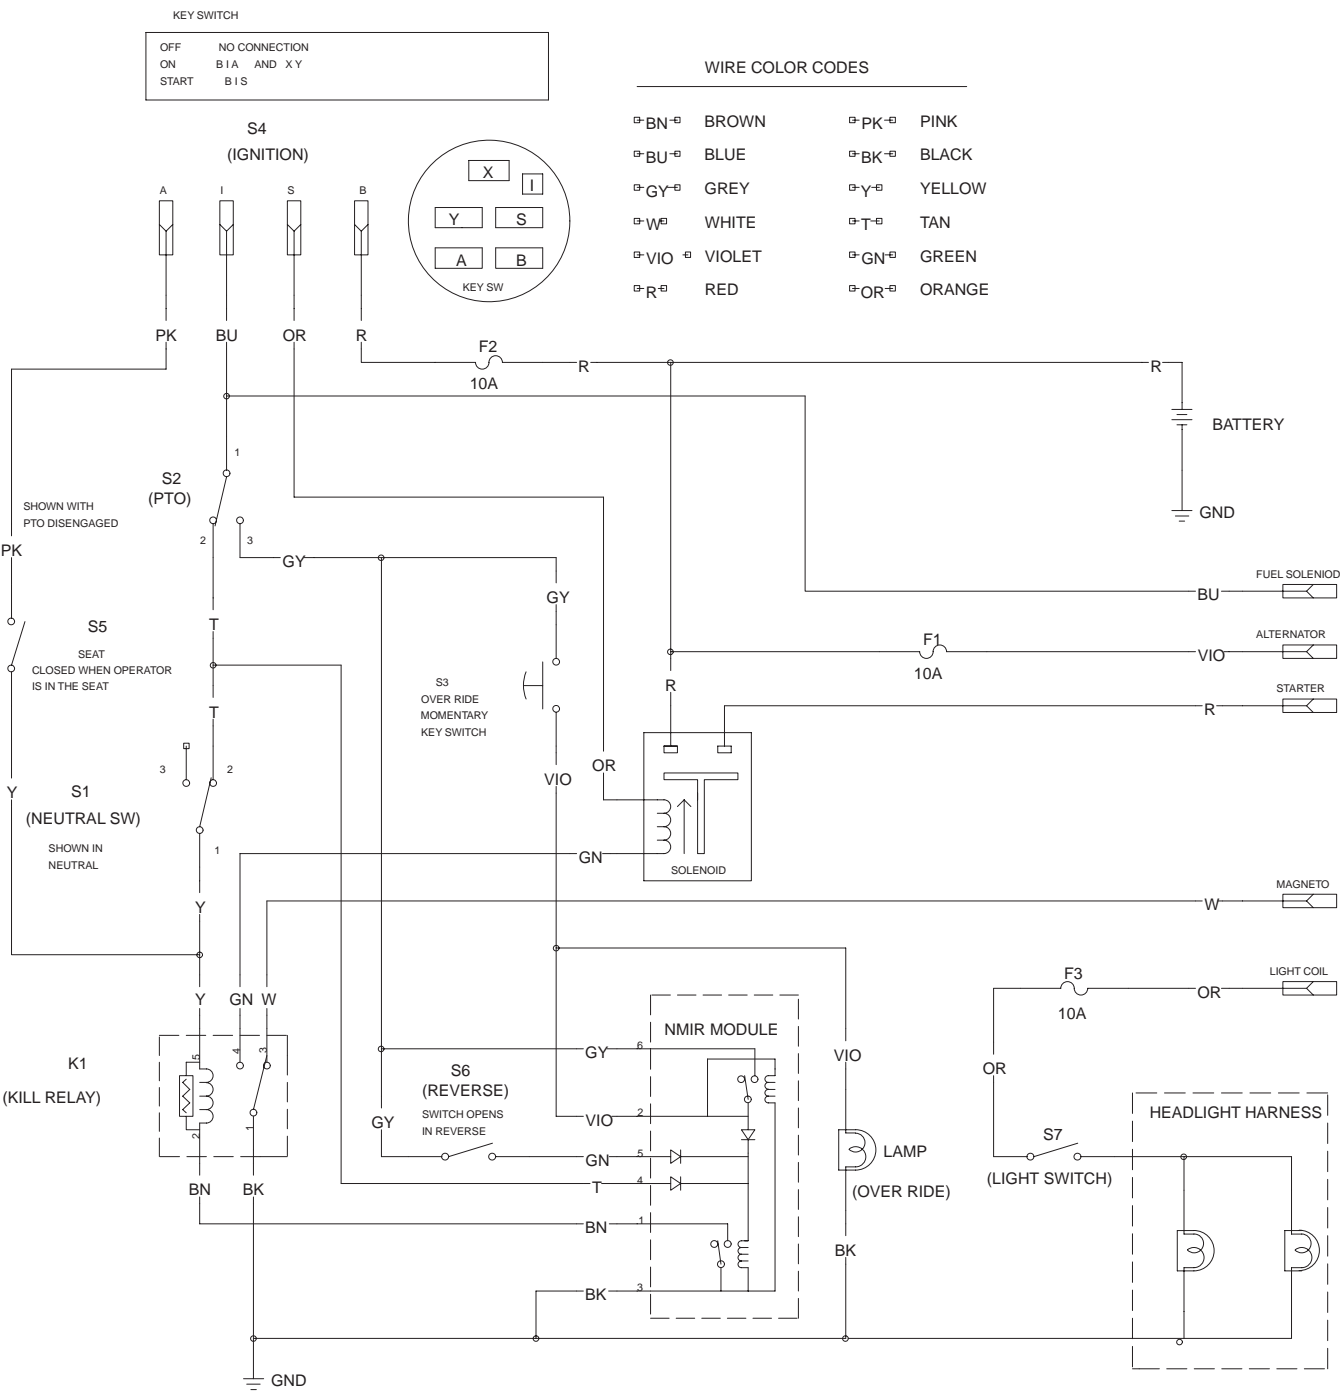 KEY SWITCH
OFF NO CONNECTION
ON B I A AND X Y
START B I S
WIRE COLOR CODES
BN BROWN PK PINK
BU BLUE BK BLACK
GY GREY Y YELLOW
W WHITE T TAN
VIO VIOLET GN GREEN
R RED OR ORANGE
S4
(IGNITION)
A I S B
X
I
Y S
A B
KEY SW
PK BU OR R
F2
10A
R
R
BATTERY
GND
1
S2
(PTO)
SHOWN WITH
PTO DISENGAGED
2 3
PK
GY
GY
FUEL SOLENIOD
BU
T
S5
SEAT
CLOSED WHEN OPERATOR
IS IN THE SEAT
F1
10A
ALTERNATOR
VIO
S3
OVER RIDE
MOMENTARY
KEY SWITCH
R
STARTER
R
T
3 2
VIO
OR
Y
S1
(NEUTRAL SW)
SHOWN IN
NEUTRAL
1
GN
SOLENOID
MAGNETO
W
Y
Y GN W
F3
10A
LIGHT COIL
OR
K1
(KILL RELAY)
5 4 3
2 1
NMIR MODULE
GY 6
VIO
OR
S6
(REVERSE)
SWITCH OPENS
IN REVERSE
GY
VIO 2
GN 5
T 4
LAMP
(OVER RIDE)
S7
(LIGHT SWITCH)
HEADLIGHT HARNESS
BN BK
BN 1
BK
BK 3
GND